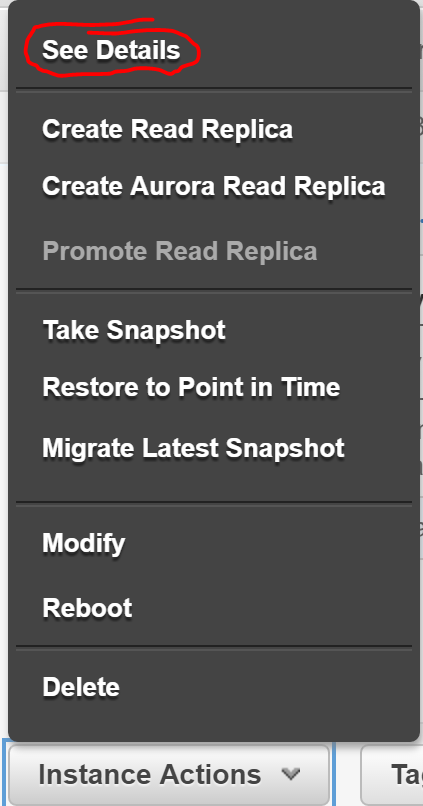 See Details
Create Read Replica
Create Aurora Read Replica
Promote Read Replica
Take Snapshot
Restore to Point in Time
Migrate Latest Snapshot
Modify
Reboot
Delete
Instance Actions